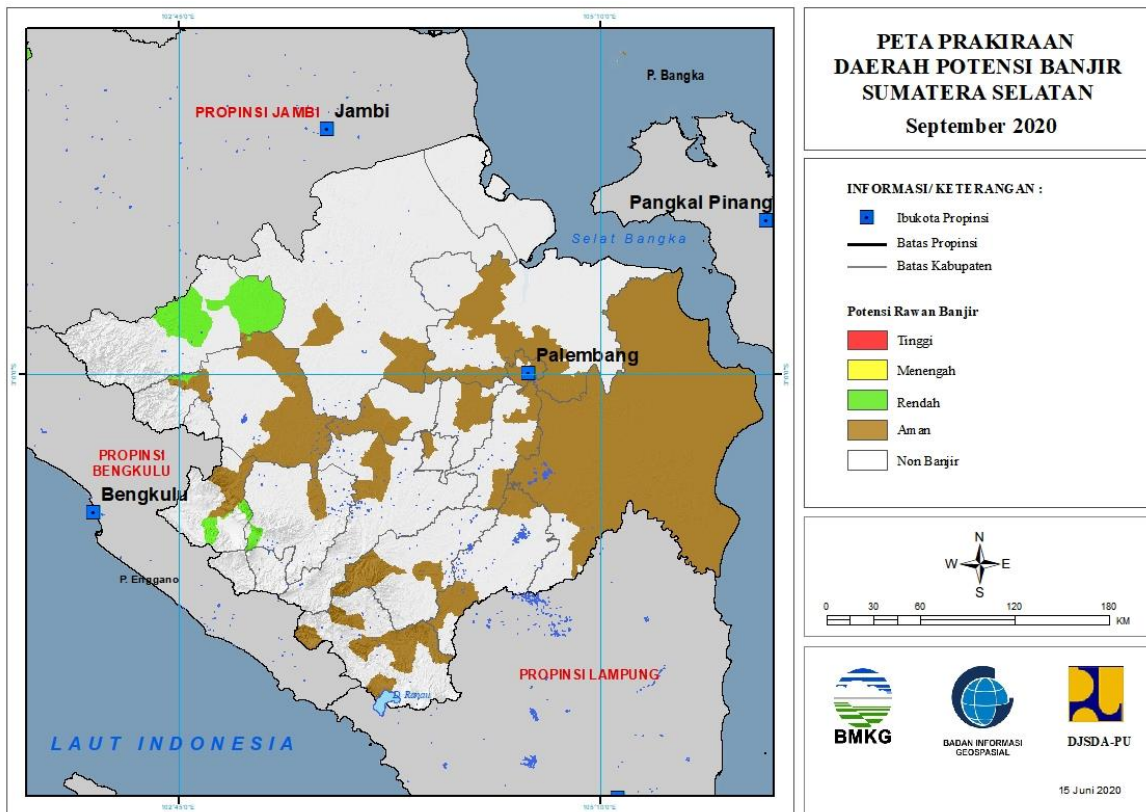 PETA PRAKIRAAN
DAERAH POTENSI BANJIR
SUMATERA SELATAN
September 2020
P. Bangka
PROPINSI JAMBI
Jambi
Pangkal Pinang
Selat Bangka
Palembang
PROPINSI
BENGKULU
Bengkulu
P. Enggano
PROPINSI LAMPUNG
D. Ranau
LAUT INDONESIA
INFORMASI/ KETERANGAN :
Ibukota Propinsi
Batas Propinsi
Batas Kabupaten
Potensi Rawan Banjir
Tinggi
Menengah
Rendah
Aman
Non Banjir
N
W E
S
0 30 60 120 180
KM
BMKG
BADAN INFORMASI
GEOSPASIAL
DJSDA-PU
15 Juni 2020